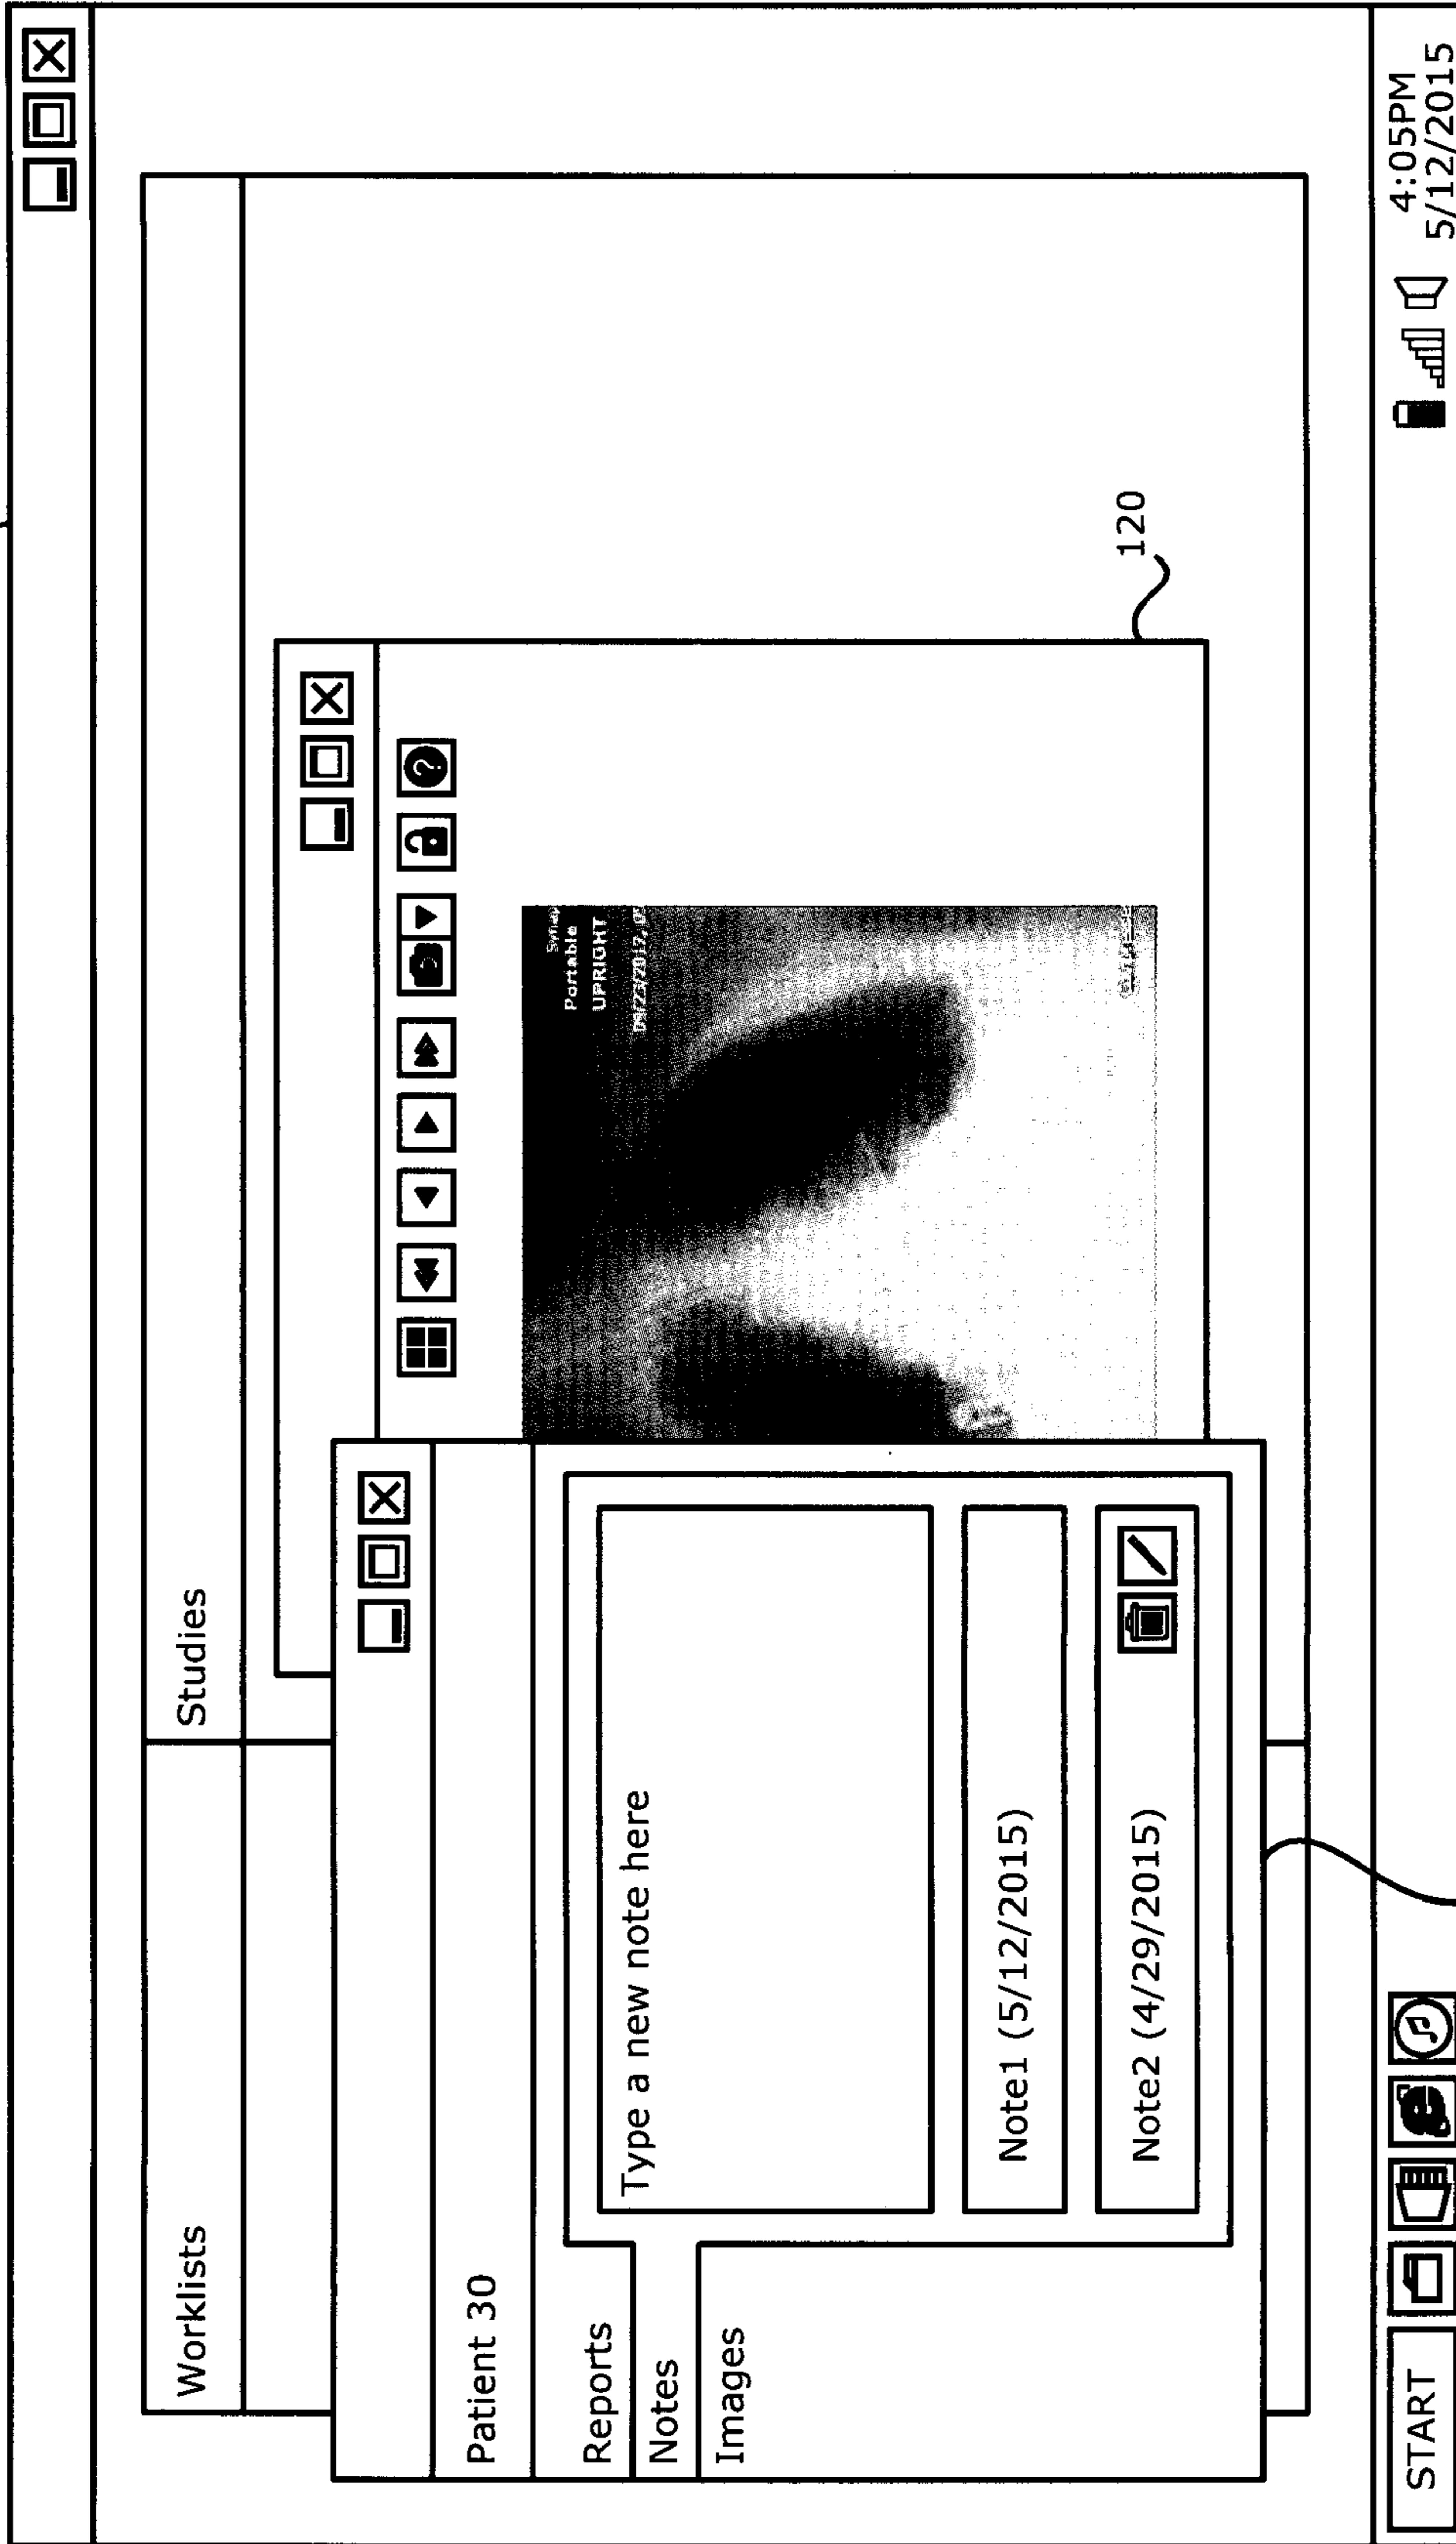 Worklists
Studies
Patient 30
Reports
Notes
Images
Type a new note here
Note1 (5/12/2015)
Note2 (4/29/2015)
Portable
UPRIGHT
120
START
4:05PM
5/12/2015